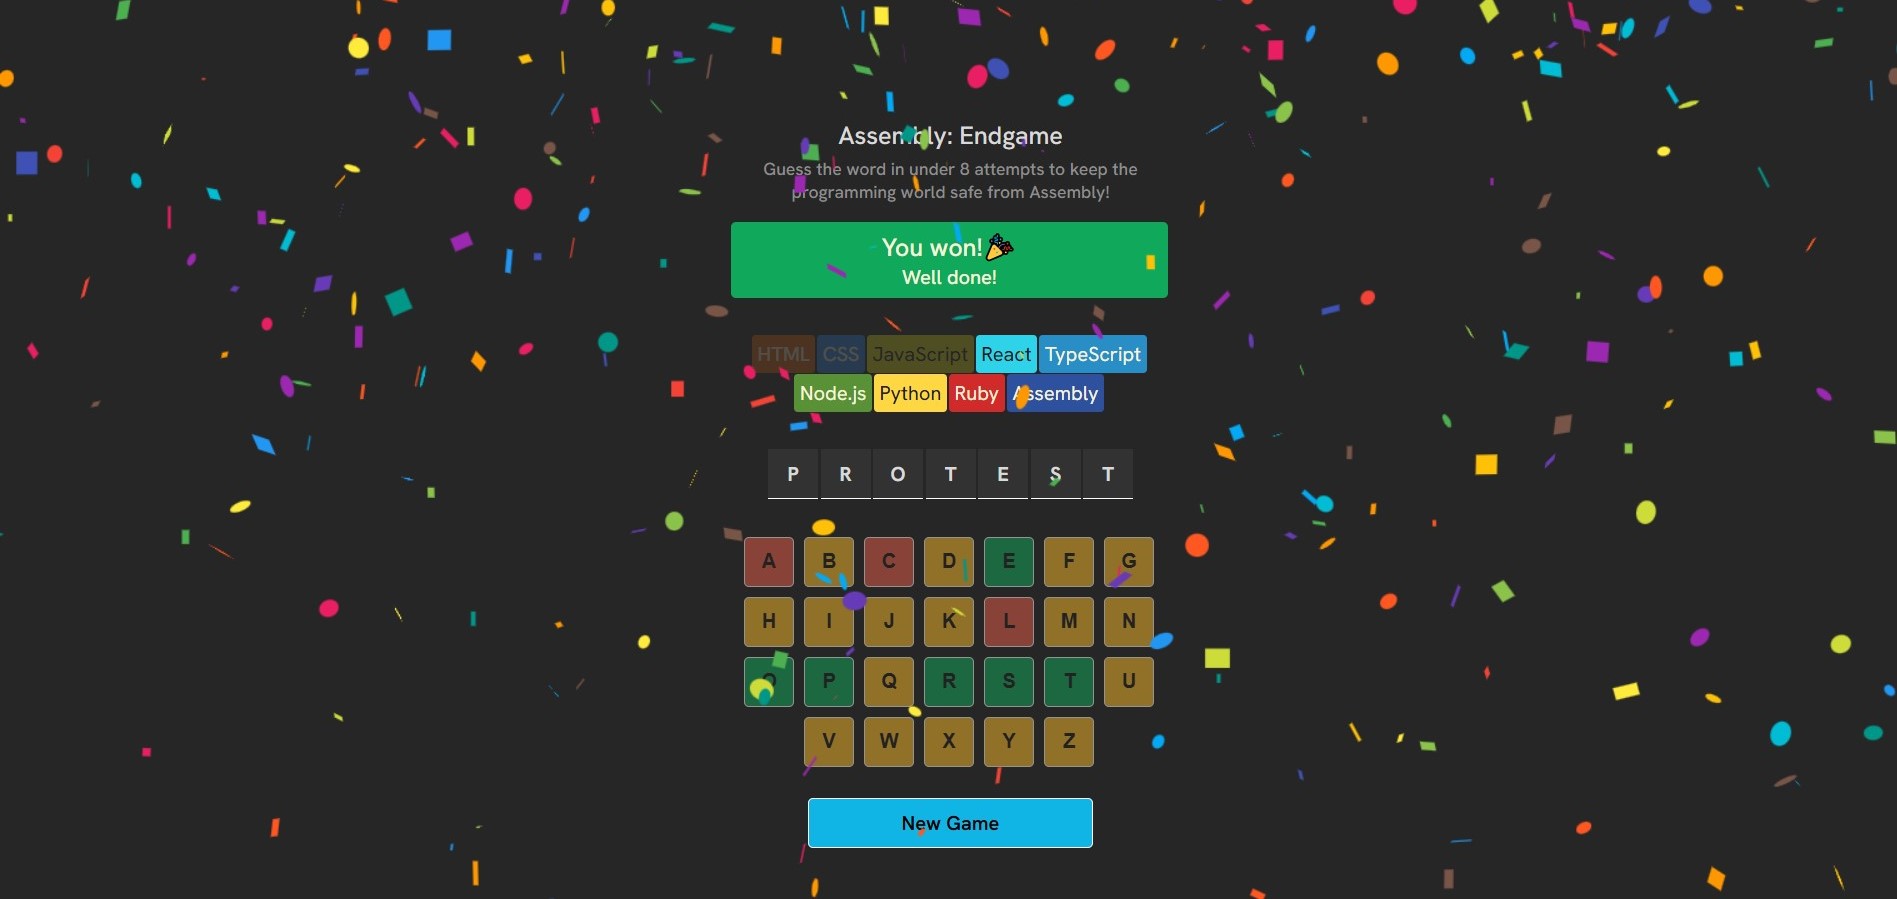 Assembly: Endgame
Guess the word in under 8 attempts to keep the
programming world safe from Assembly!
You won!🎉
Well done!
HTML CSS JavaScript React TypeScript
Node.js Python Ruby Assembly
P R O T E S T
A B C D E F G
H I J K L M N
O P Q R S T U
V W X Y Z
New Game